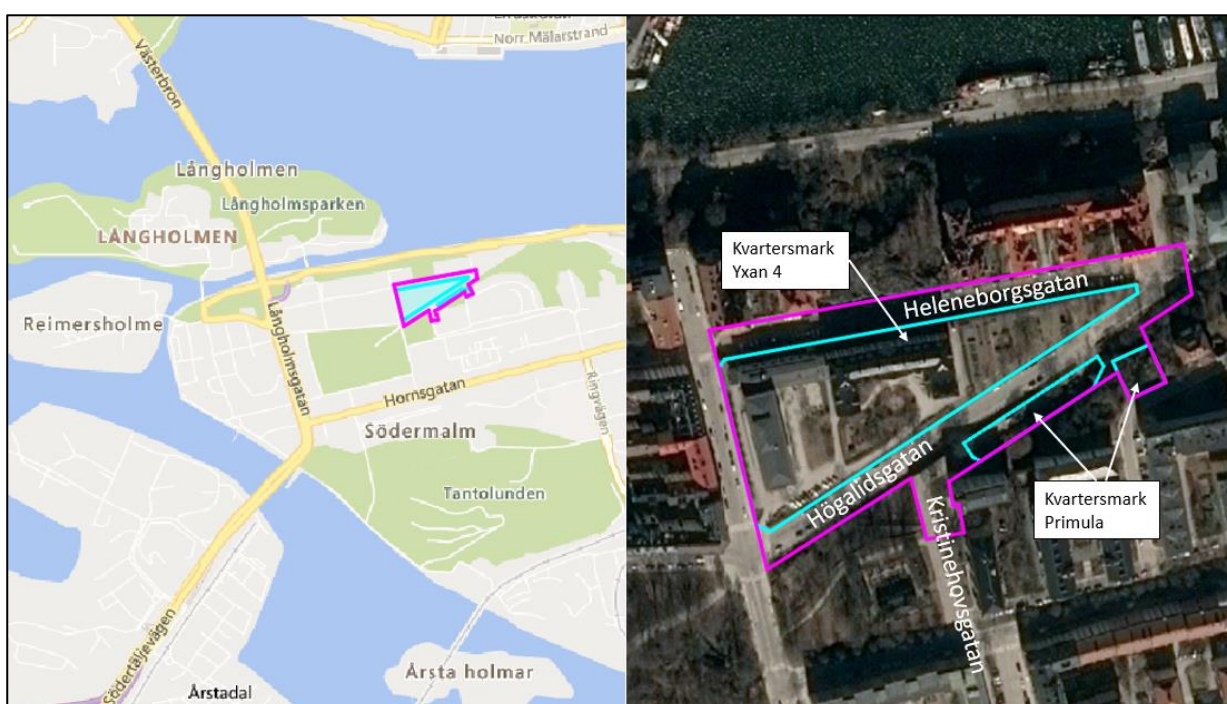 Norr Mälarstrand
Västerbron
Långholmen
Långholmsparken
LÅNGHOLMEN
Reimersholme
Långholmsgatan
Hornsgatan
Ringvägen
Södermalm
Tantolunden
Södertäljevägen
Årsta holmar
Årstadal
Kvartersmark
Yxan 4
Heleneborgsgatan
Högalidsgatan
Kvartersmark
Primula
Kristinehovsgatan